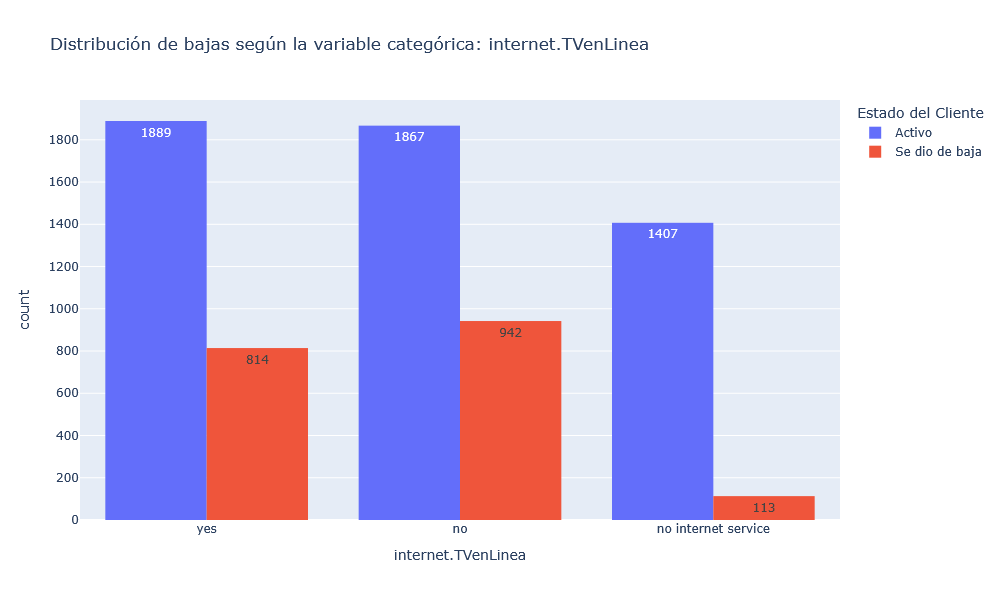 Distribución de bajas según la variable categórica: internet.TVenLinea
Estado del Cliente
Activo
Se dio de baja
count
1800
1600
1400
1200
1000
800
600
400
200
0
1889
814
1867
942
1407
113
yes
no
no internet service
internet.TVenLinea